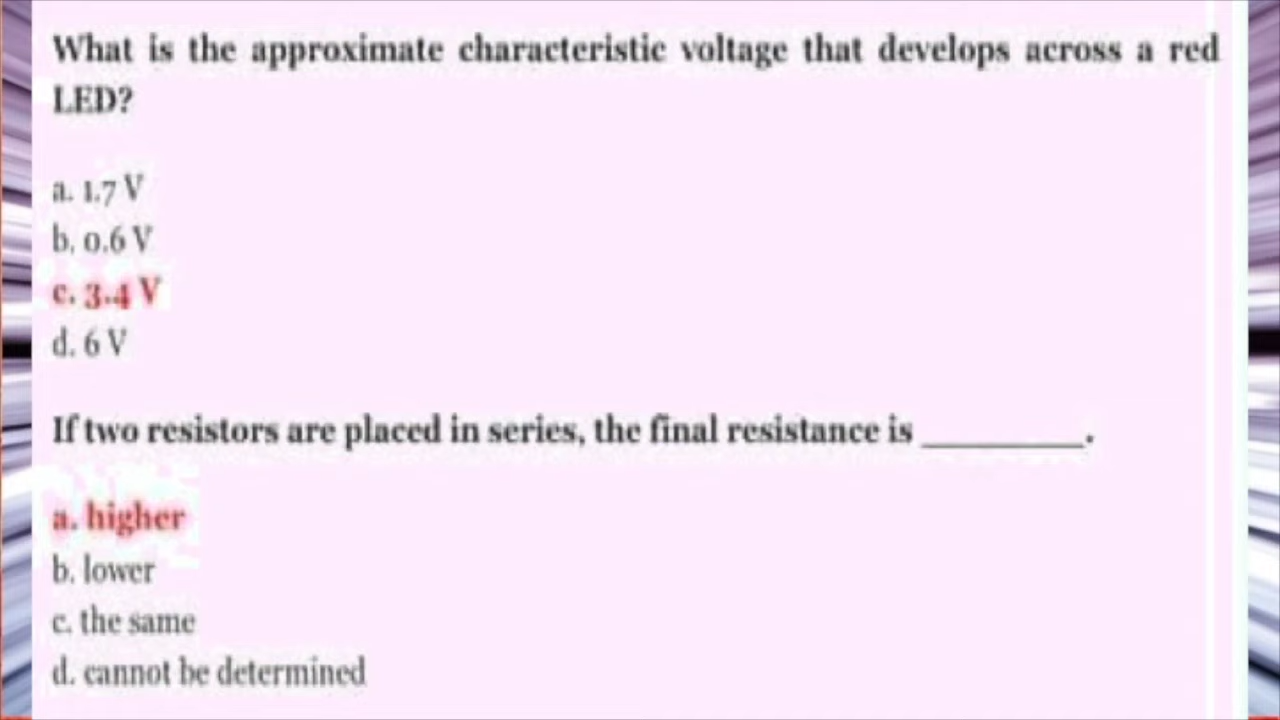 What is the approximate characteristic voltage that develops across a red
LED?
a. 1.7 V
b. 0.6 V
c. 3.4 V
d. 6 V
If two resistors are placed in series, the final resistance is __________.
a. higher
b. lower
c. the same
d. cannot be determined